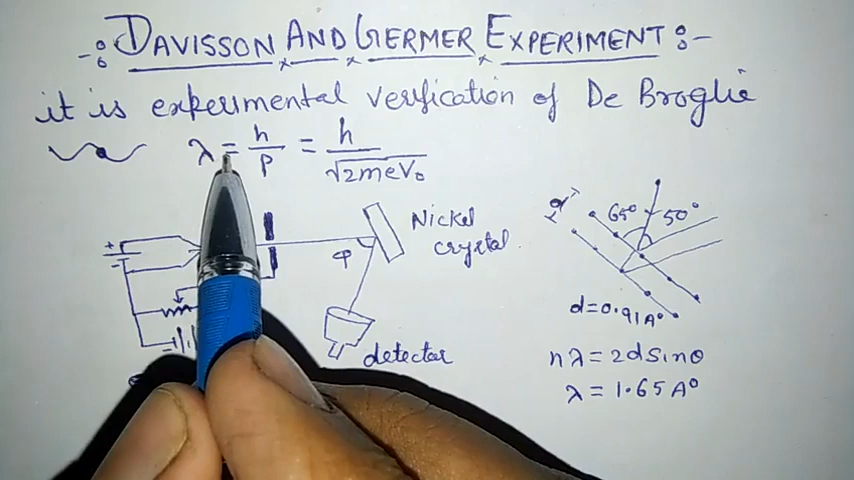 -: DAVISSON AND GERMER EXPERIMENT :-
it is experimental verification of De Broglie
λ = h/P = h/√2meV₀
Nickel
crystal
φ
detector
+
-
-
d
65° 50°
d=0.91A°
nλ = 2dSinθ
λ = 1.65A°